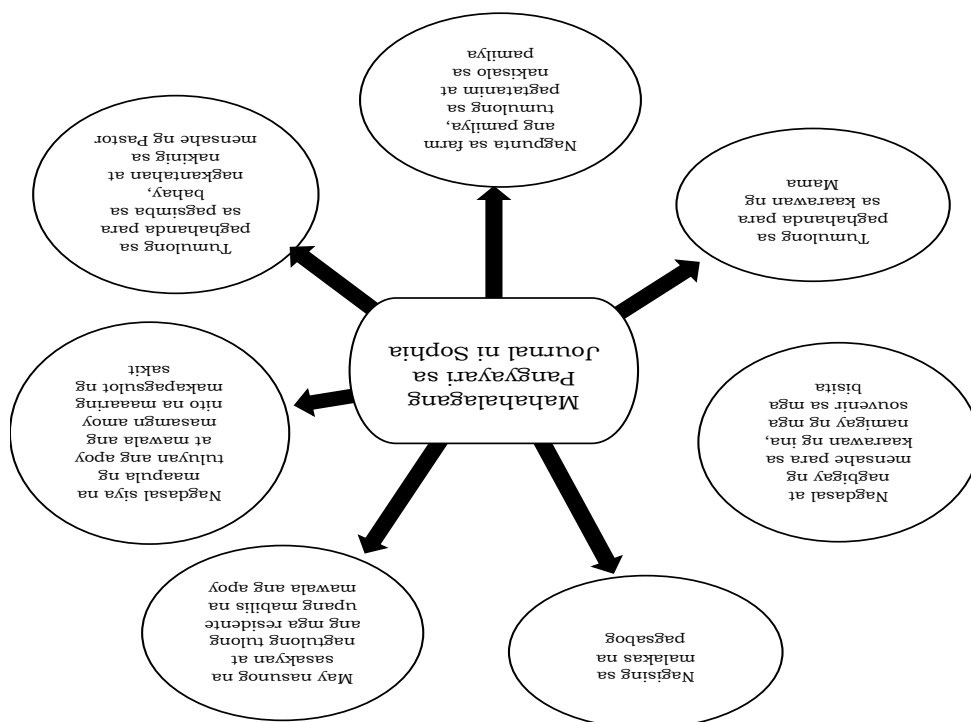 Nagising sa
malakas na
pagsabog
May nasunog na
sasakyan at
nagtulong tulong
ang mga residente
upang mabilis na
mawala ang apoy
Nagdasal at
nagbigay ng
mensahe para sa
kaarawan ng ina,
namigay ng mga
souvenir sa mga
bisita
Mahahalagang
Pangyayari sa
Journal ni Sophia
Nagdasal siya na
maapula ng
tuluyan ang apoy
at mawala ang
masamgn amoy
nito na maaring
makapagsulot ng
sakit
Tumulong sa
paghahanda para
sa kaarawan ng
Mama
Nagpunta sa farm
ang pamilya,
tumulong sa
pagtatanim at
nakisalo sa
pamilya
Tumulong sa
paghahanda para
sa pagsimba sa
bahay,
nagkantahan at
nakinig sa
mensahe ng Pastor